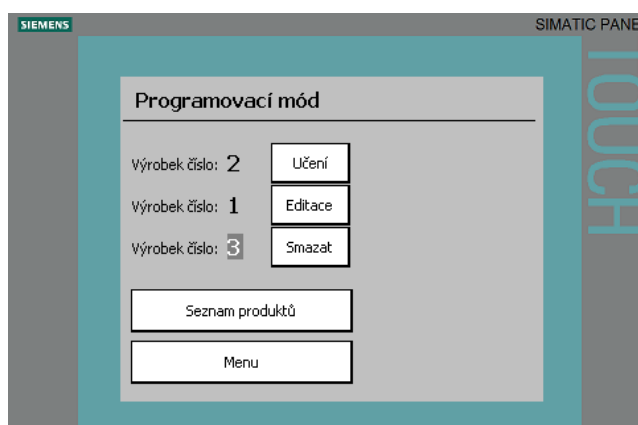 SIEMENS
SIMATIC PANE
TOUCH
Programovací mód
Výrobek číslo: 2 Učení
Výrobek číslo: 1 Editace
Výrobek číslo: 3 Smazat
Seznam produktů
Menu